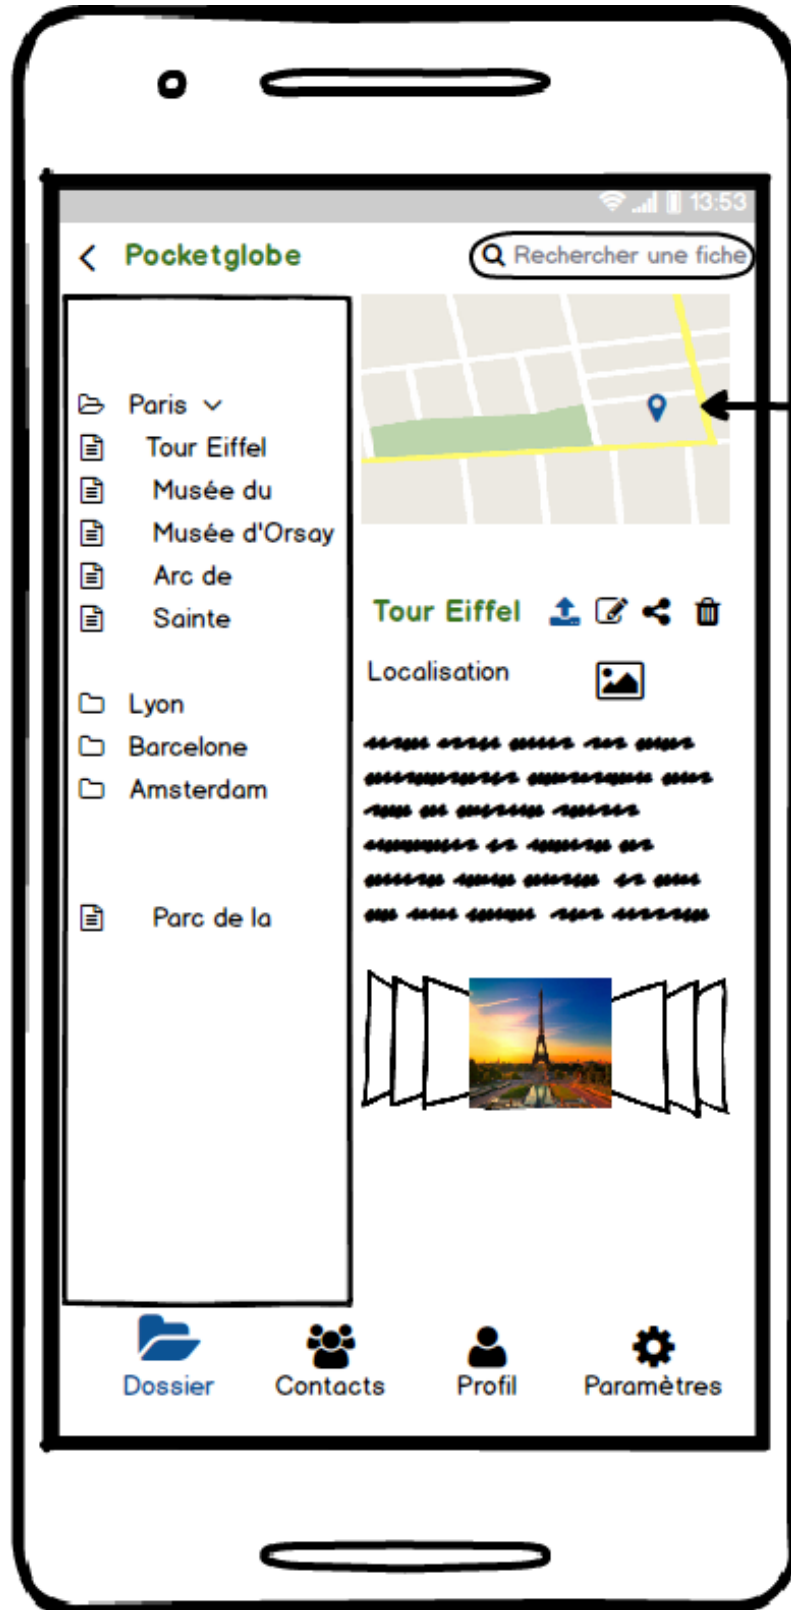 13:53
Pocketglobe
Rechercher une fiche
Paris
Tour Eiffel
Musée du
Musée d'Orsay
Arc de
Sainte
Lyon
Barcelone
Amsterdam
Parc de la
Tour Eiffel
Localisation
Dossier
Contacts
Profil
Paramètres